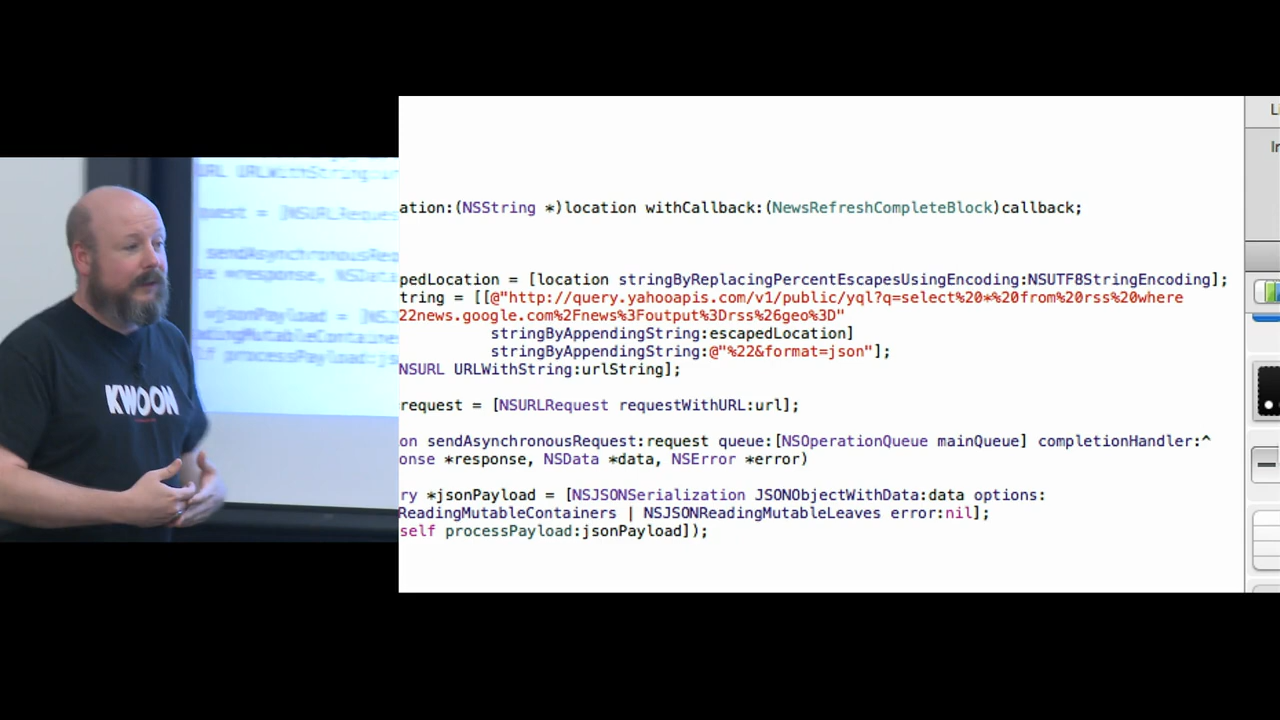 ation:(NSString *)location withCallback:(NewsRefreshCompleteBlock)callback;
pedLocation = [location stringByReplacingPercentEscapesUsingEncoding:NSUTF8StringEncoding];
tring = [[@"http://query.yahooapis.com/v1/public/yql?q=select%20*%20from%20rss%20where
22news.google.com%2Fnews%3Foutput%3Drss%26geo%3D"
stringByAppendingString:escapedLocation]
stringByAppendingString:@"%22&format=json"];
NSURL URLWithString:urlString];
request = [NSURLRequest requestWithURL:url];
on sendAsynchronousRequest:request queue:[NSOperationQueue mainQueue] completionHandler:^
onse *response, NSData *data, NSError *error)
ry *jsonPayload = [NSJSONSerialization JSONObjectWithData:data options:
ReadingMutableContainers | NSJSONReadingMutableLeaves error:nil];
self processPayload:jsonPayload]);
KWOON